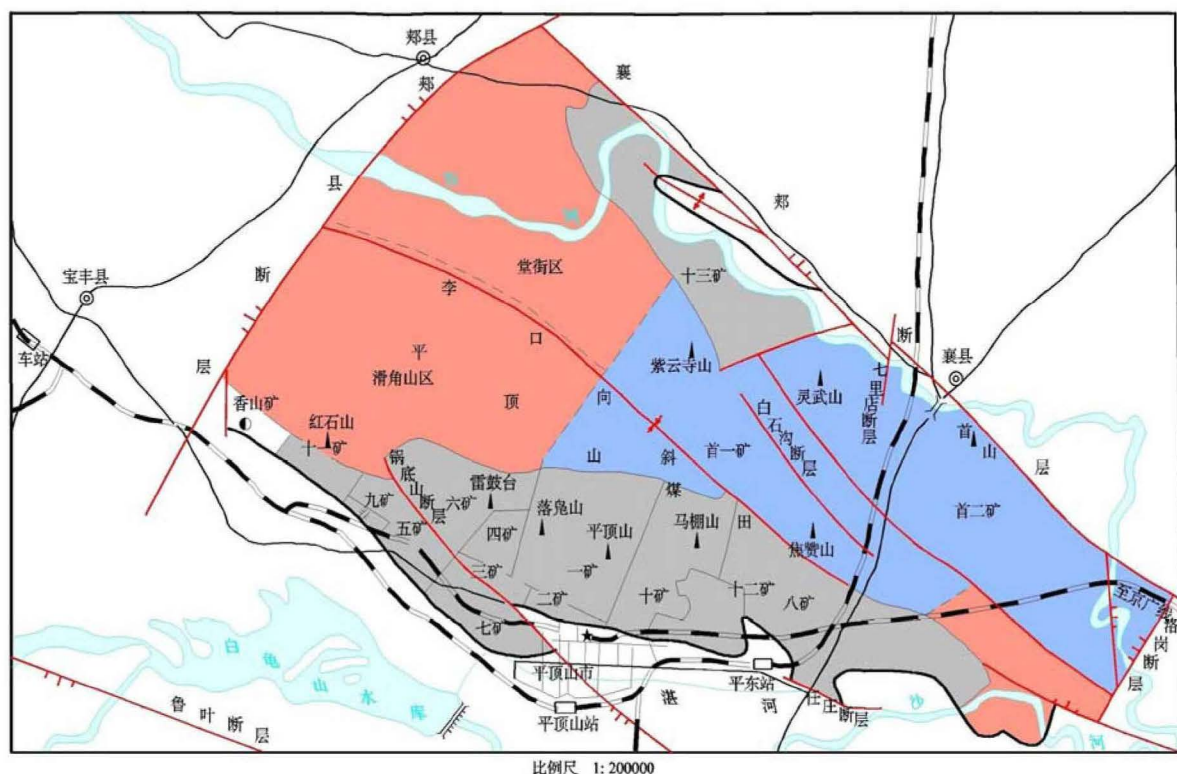 郏县
郏
县
断
层
襄
郏
断
层
汝
河
宝丰县
车站
堂街区
十三矿
李
口
向
斜
平
顶
山
煤
田
滑角山区
紫云寺山
灵武山
七里店断层
襄县
香山矿
红石山
十一矿
锅底山断层
首一矿
白石沟断层
首山
首二矿
九矿
五矿
六矿
雷鼓台
四矿
落凫山
平顶山
马棚山
焦赞山
三矿
一矿
二矿
十矿
十二矿
八矿
七矿
至京广线
洛岗断层
白龟山水库
鲁叶断层
平顶山市
平顶山站
湛
河
平东站
任庄断层
沙
河
比例尺 1:200000